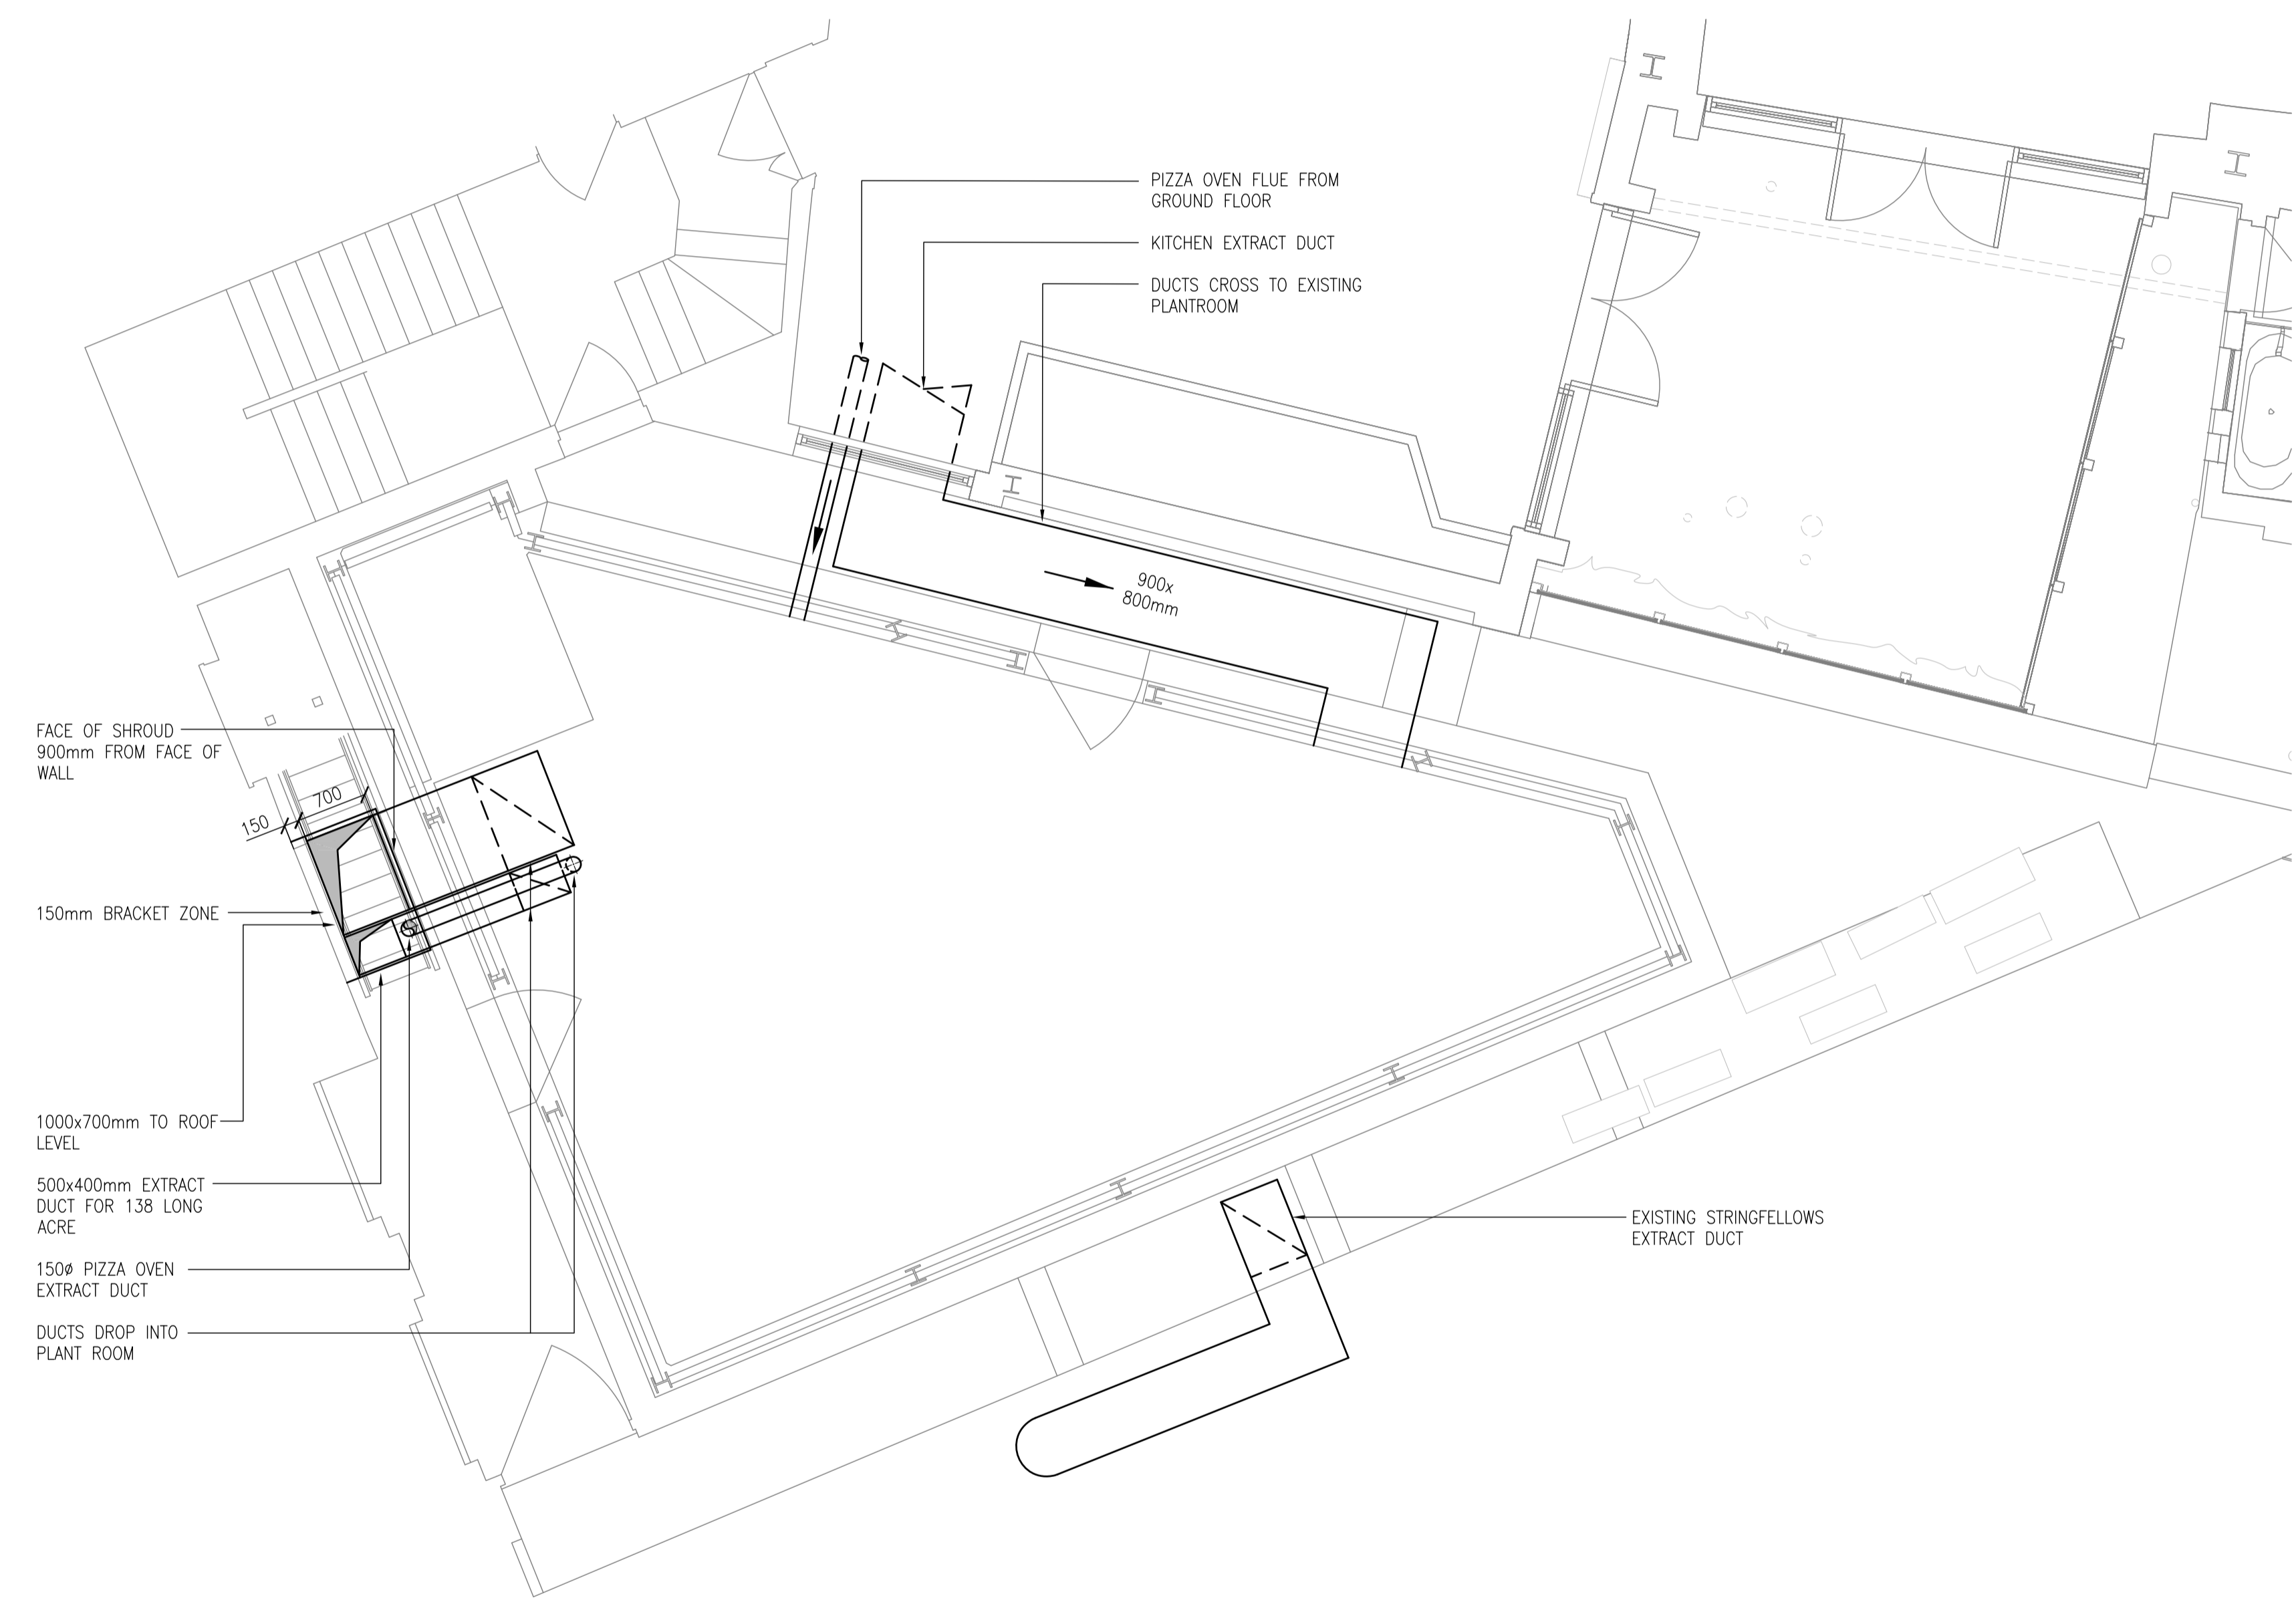 PIZZA OVEN FLUE FROM
GROUND FLOOR
KITCHEN EXTRACT DUCT
DUCTS CROSS TO EXISTING
PLANTROOM
900x
800mm
FACE OF SHROUD
900mm FROM FACE OF
WALL
700
150
150mm BRACKET ZONE
1000x700mm TO ROOF
LEVEL
500x400mm EXTRACT
DUCT FOR 138 LONG
ACRE
150ø PIZZA OVEN
EXTRACT DUCT
DUCTS DROP INTO
PLANT ROOM
EXISTING STRINGFELLOWS
EXTRACT DUCT